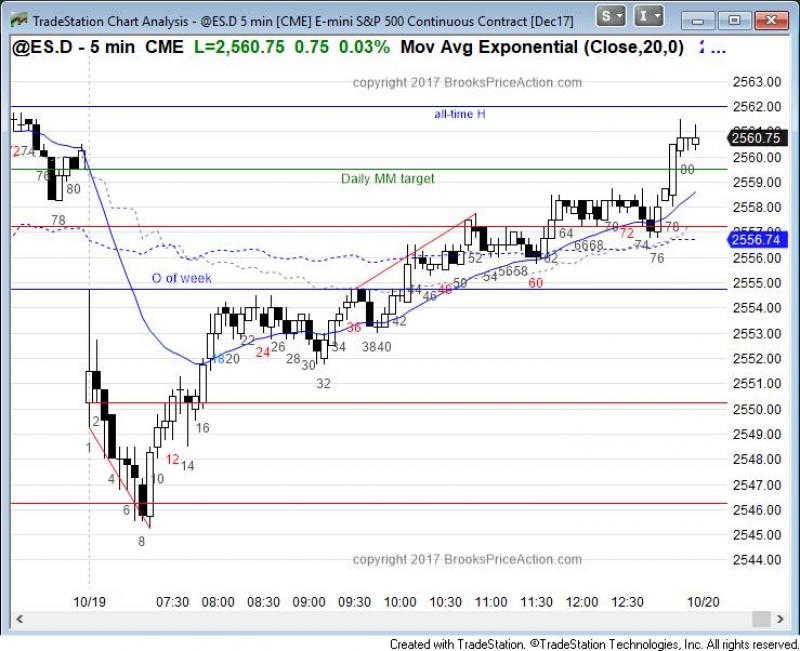 TradeStation Chart Analysis - @ES.D 5 min [CME] E-mini S&P 500 Continuous Contract [Dec17]
S I
@ES.D - 5 min CME L=2,560.75 0.75 0.03% Mov Avg Exponential (Close,20,0) ...
copyright 2017 BrooksPriceAction.com
2563.00
all-time H
2562.00
2560.75
2560.00
Daily MM target
2559.00
2558.00
2556.74
2556.00
O of week
2555.00
2554.00
2553.00
2552.00
2551.00
2550.00
2549.00
2548.00
2547.00
2546.00
2545.00
2544.00
76 80 78
1 2 4 6 8 10 12 14 16 18 20 22 24 26 28 30 32 34 36 38 40 42 44 46 48 50 52 54 56 58 60 62 64 66 68 70 72 74 76 78 80
copyright 2017 BrooksPriceAction.com
10/19 07:30 08:00 08:30 09:00 09:30 10:00 10:30 11:00 11:30 12:00 12:30 10/20
Created with TradeStation. ©TradeStation Technologies, Inc. All rights reserved.